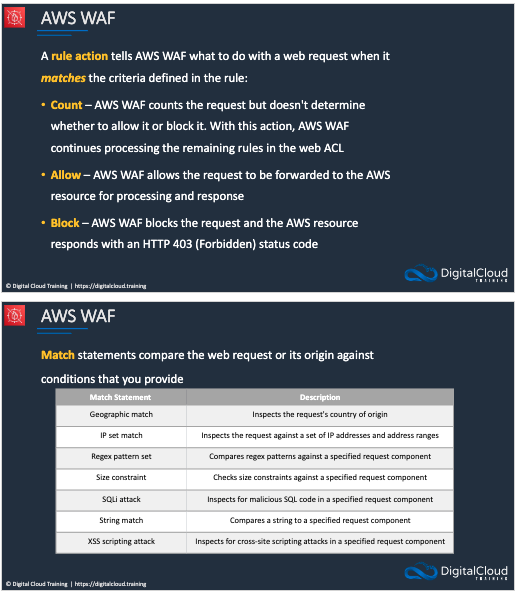 AWS WAF
A rule action tells AWS WAF what to do with a web request when it
matches the criteria defined in the rule:
• Count – AWS WAF counts the request but doesn't determine
whether to allow it or block it. With this action, AWS WAF
continues processing the remaining rules in the web ACL
• Allow – AWS WAF allows the request to be forwarded to the AWS
resource for processing and response
• Block – AWS WAF blocks the request and the AWS resource
responds with an HTTP 403 (Forbidden) status code
© Digital Cloud Training | https://digitalcloud.training
DigitalCloud
TRAINING
AWS WAF
Match statements compare the web request or its origin against
conditions that you provide
Match Statement Description
Geographic match Inspects the request's country of origin
IP set match Inspects the request against a set of IP addresses and address ranges
Regex pattern set Compares regex patterns against a specified request component
Size constraint Checks size constraints against a specified request component
SQLi attack Inspects for malicious SQL code in a specified request component
String match Compares a string to a specified request component
XSS scripting attack Inspects for cross-site scripting attacks in a specified request component
© Digital Cloud Training | https://digitalcloud.training
DigitalCloud
TRAINING